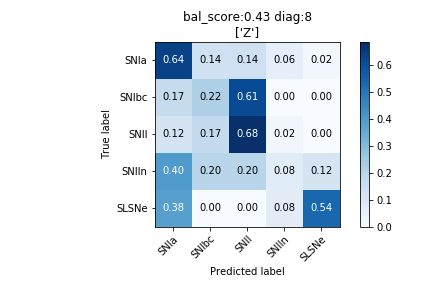 bal_score:0.43 diag:8
['Z']
True label
SNIa 0.64 0.14 0.14 0.06 0.02
SNIbc 0.17 0.22 0.61 0.00 0.00
SNII 0.12 0.17 0.68 0.02 0.00
SNIIn 0.40 0.20 0.20 0.08 0.12
SLSNe 0.38 0.00 0.00 0.08 0.54
SNIa SNIbc SNII SNIIn SLSNe
Predicted label
0.6
0.5
0.4
0.3
0.2
0.1
0.0